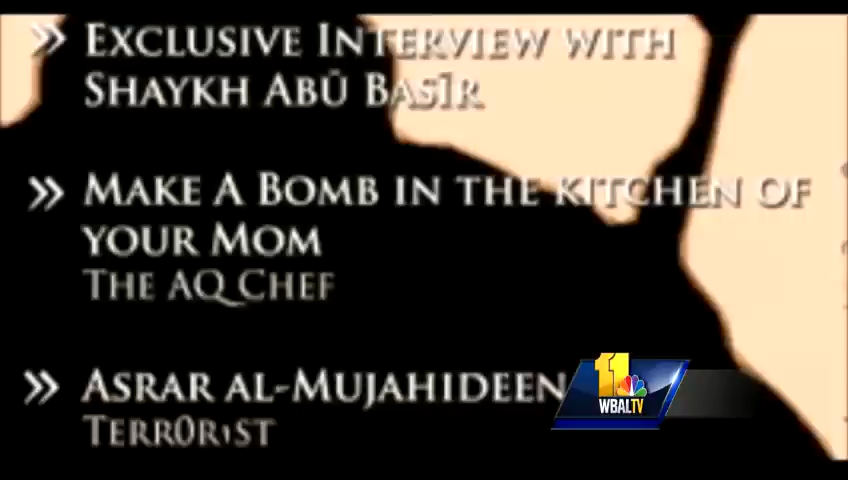 » EXCLUSIVE INTERVIEW WITH
SHAYKH ABŪ BASĪR
» MAKE A BOMB IN THE KITCHEN OF
YOUR MOM
THE AQ CHEF
» ASRAR AL-MUJAHIDEEN
TERR0R1ST
11
WBALTV